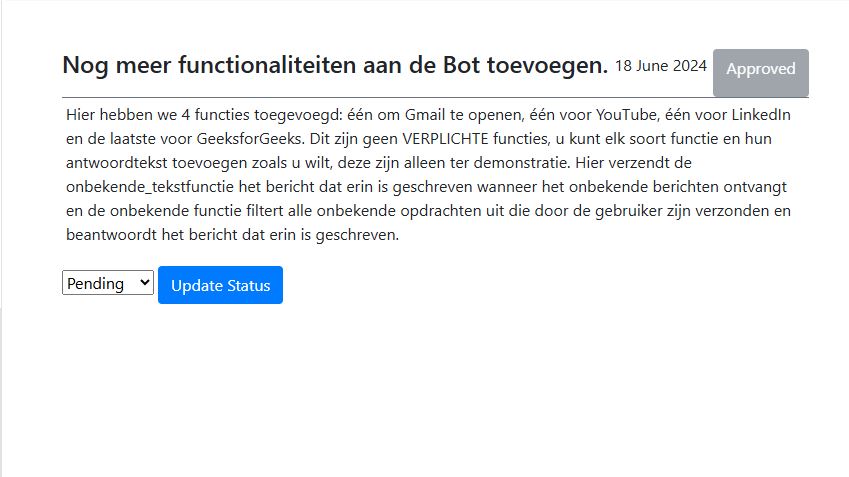 Nog meer functionaliteiten aan de Bot toevoegen. 18 June 2024 Approved
Hier hebben we 4 functies toegevoegd: één om Gmail te openen, één voor YouTube, één voor LinkedIn
en de laatste voor GeeksforGeeks. Dit zijn geen VERPLICHTE functies, u kunt elk soort functie en hun
antwoordtekst toevoegen zoals u wilt, deze zijn alleen ter demonstratie. Hier verzendt de
onbekende_tekstfunctie het bericht dat erin is geschreven wanneer het onbekende berichten ontvangt
en de onbekende functie filtert alle onbekende opdrachten uit die door de gebruiker zijn verzonden en
beantwoordt het bericht dat erin is geschreven.
Pending Update Status